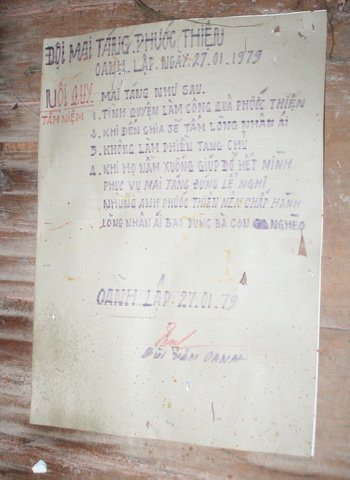 ĐỘI MAI TÁNG PHƯỚC THIỆN
OANH LẬP NGÀY 27.01.1979
NỘI QUY MAI TÁNG NHƯ SAU.
TÂM NIỆM
1. TÌNH QUYỆN LÀM CÔNG QUẢ PHƯỚC THIỆN
2. KHI ĐẾN CHIA SẺ TẤM LÒNG NHÂN ÁI
3. KHÔNG LÀM PHIỀN TANG CHỦ
4. KHI HỌ NẰM XUỐNG GIÚP ĐỠ HẾT MÌNH
PHỤC VỤ MAI TÁNG ĐÚNG LỄ NGHI
NHỮNG ANH PHƯỚC THIỆN NÊN CHẤP HÀNH
LÒNG NHÂN ÁI BAO DUNG BÀ CON NGHÈO
OANH LẬP 27.01.79
BÙI VĂN OANH